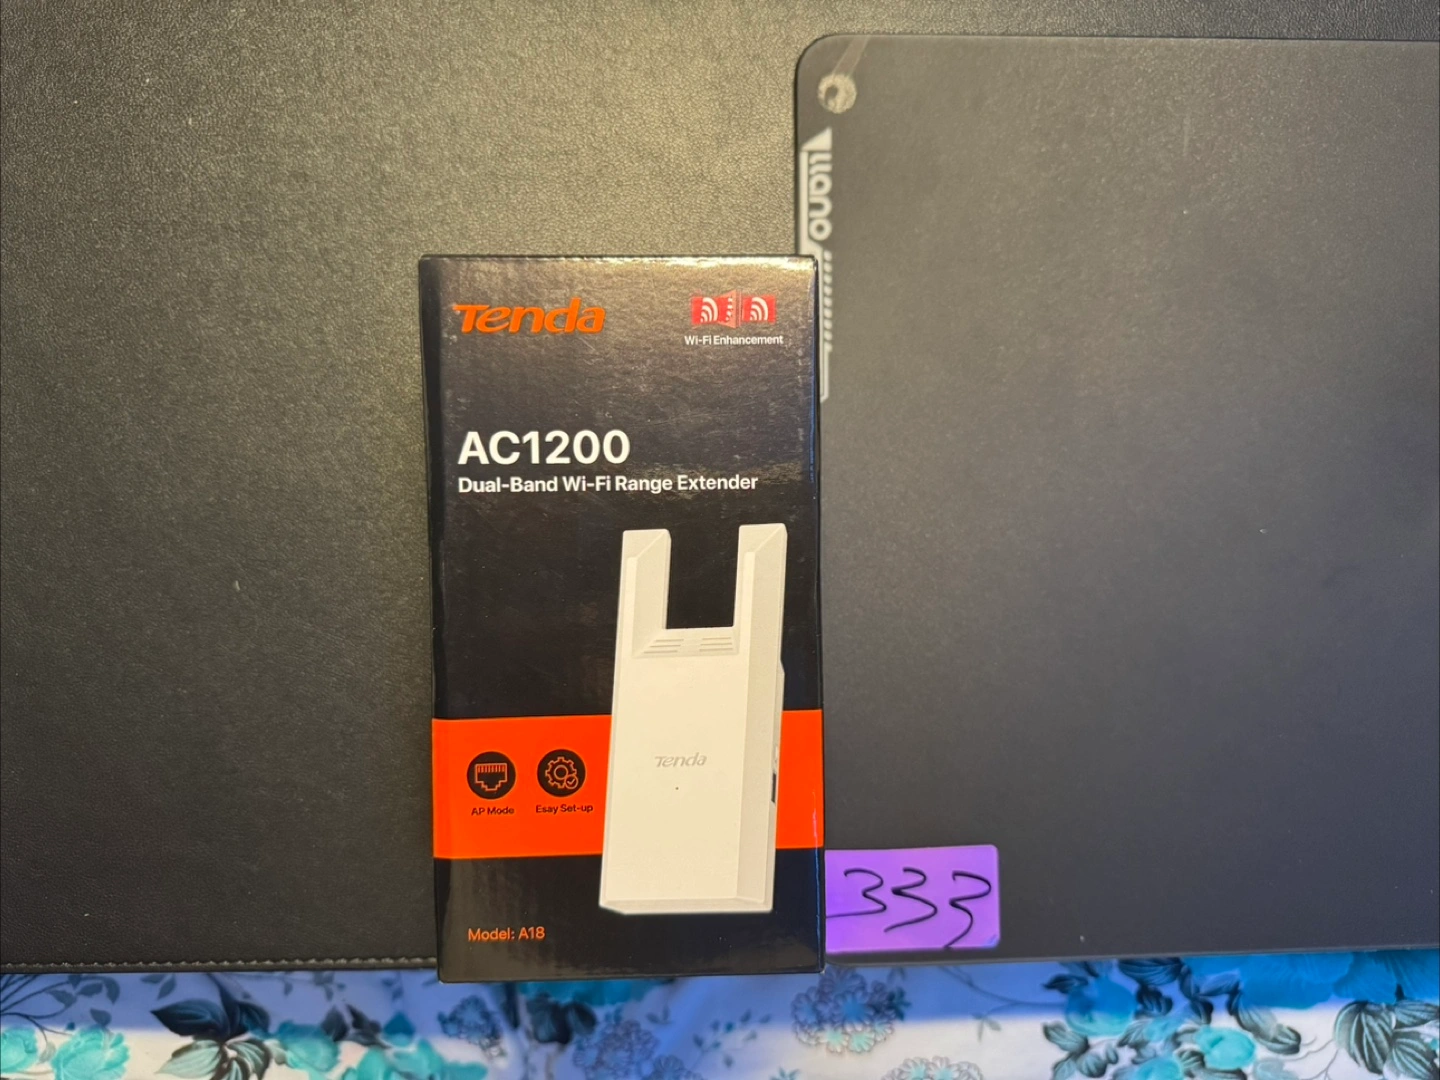 Tenda
Wi-Fi Enhancement
AC1200
Dual-Band Wi-Fi Range Extender
Tenda
AP Mode
Esay Set-up
Model: A18
333